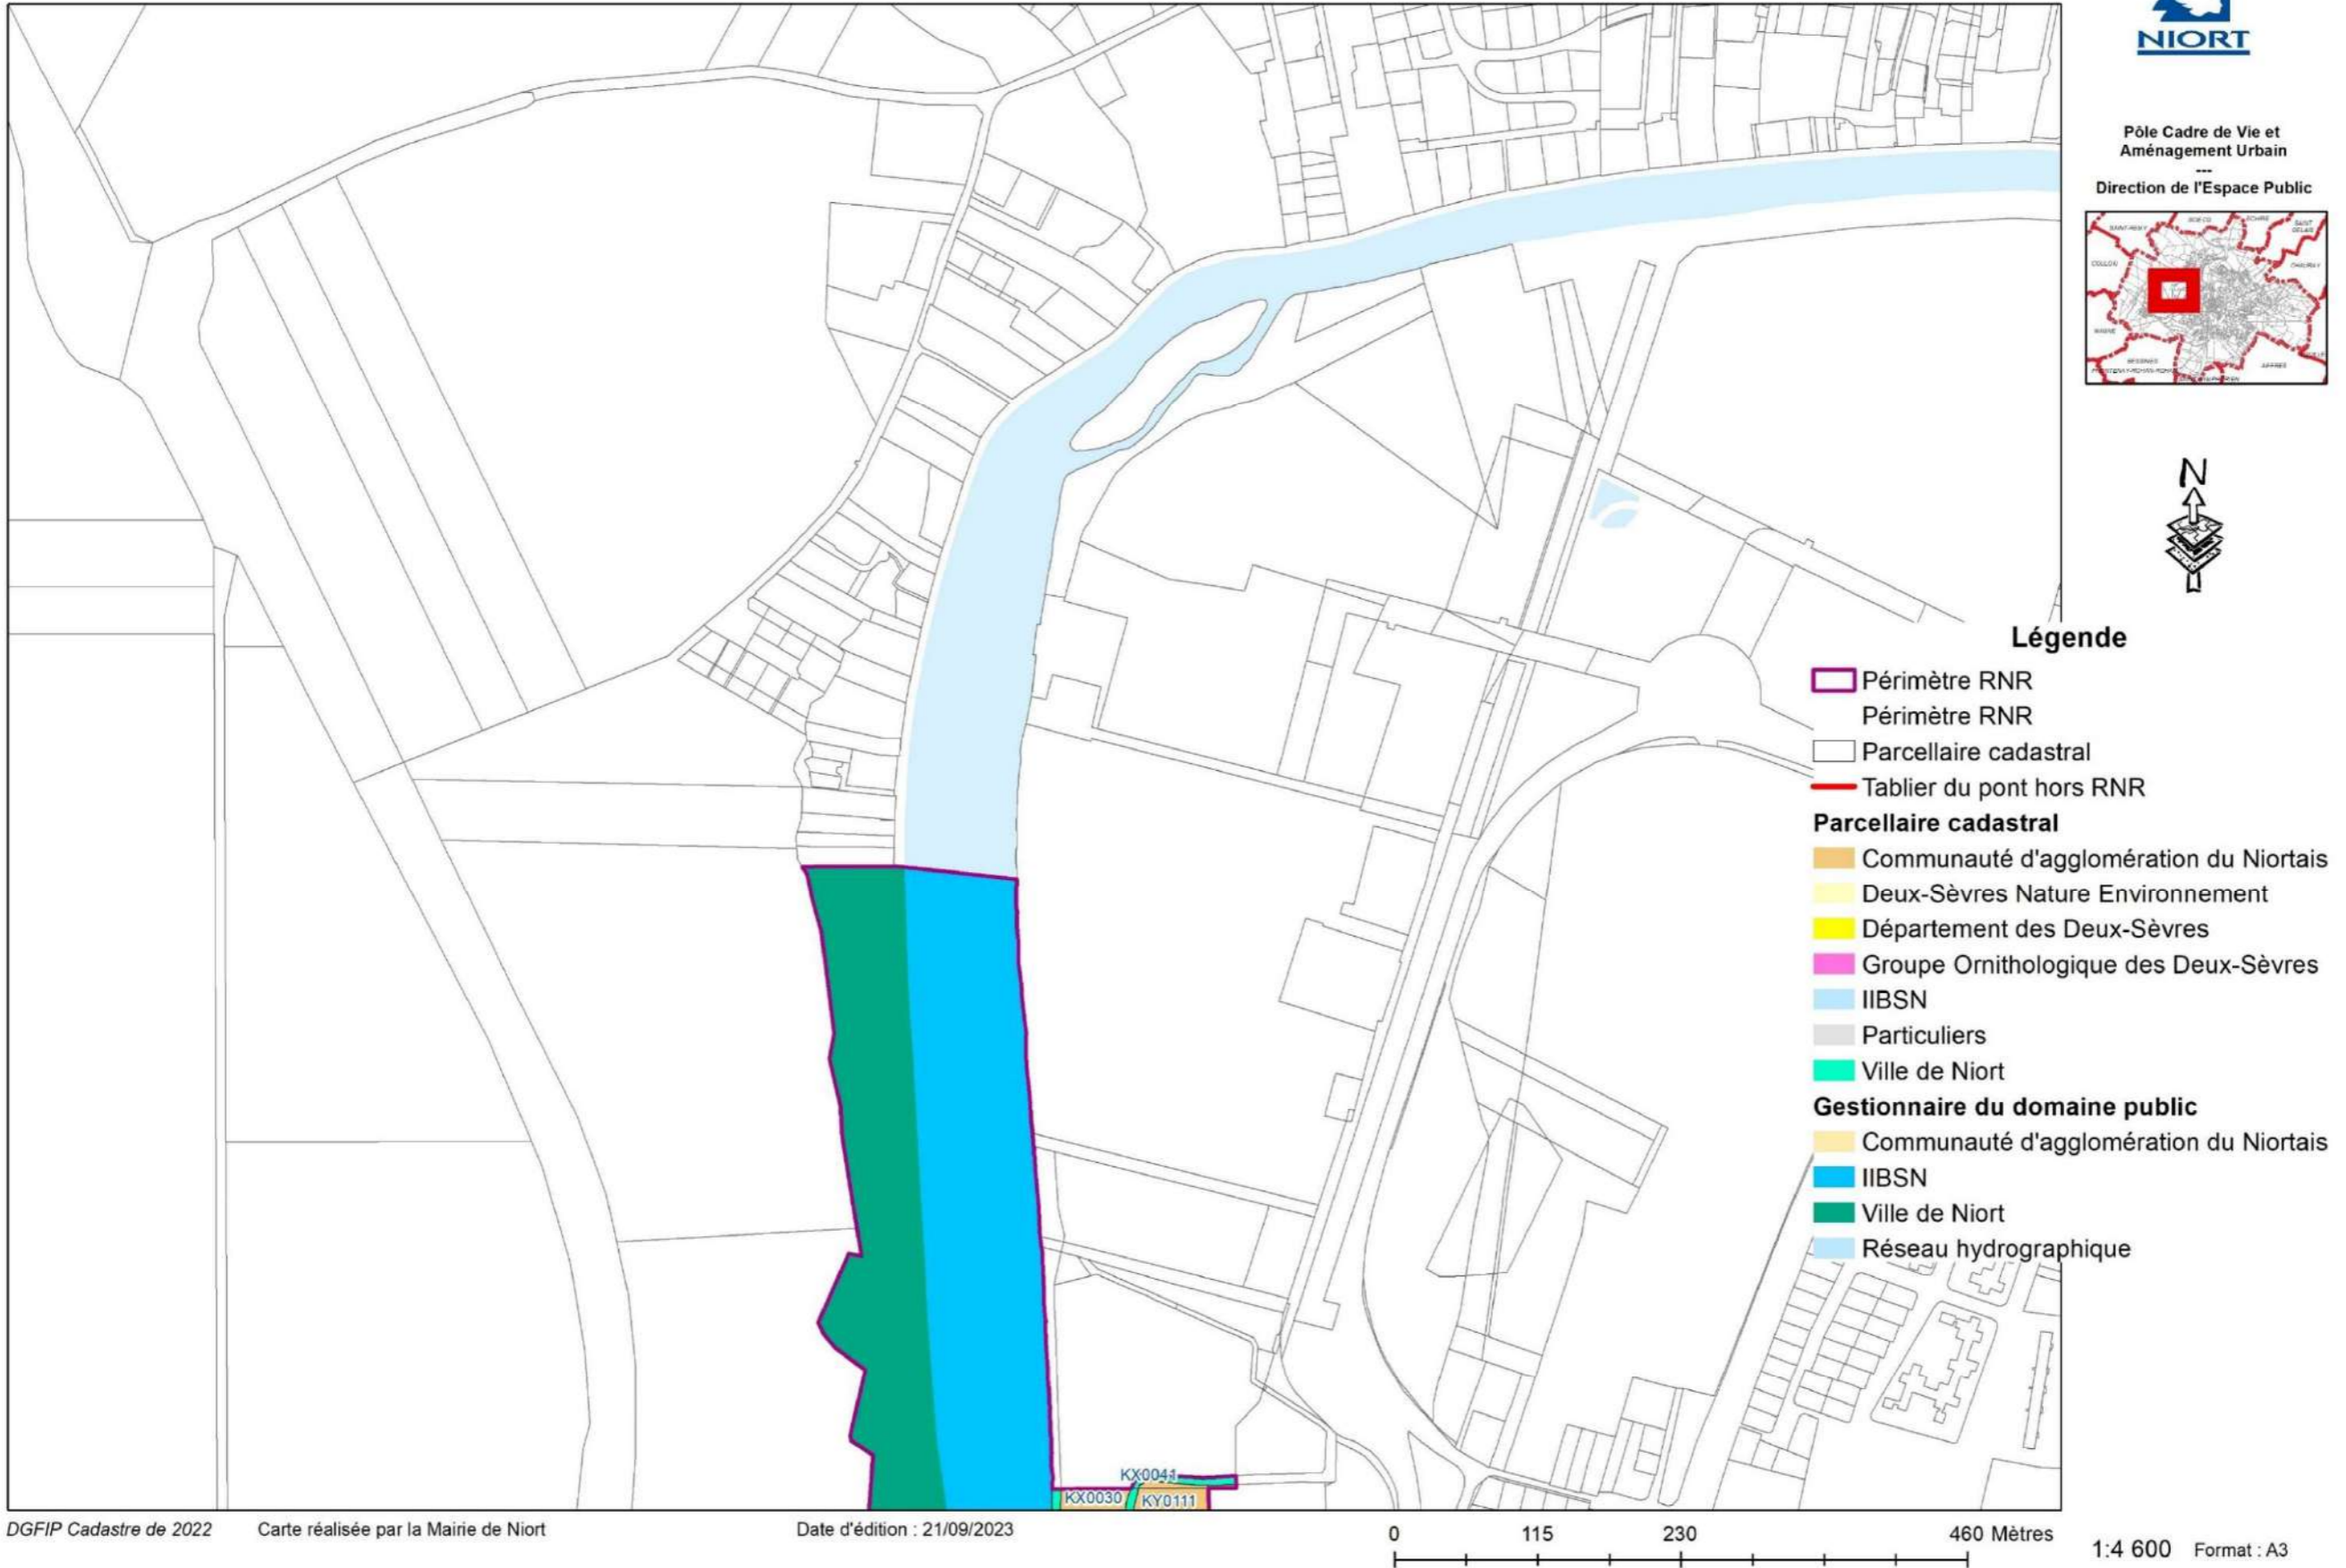 NIORT
Pôle Cadre de Vie et
Aménagement Urbain
---
Direction de l'Espace Public
COULON
N
Légende
Périmètre RNR
Périmètre RNR
Parcellaire cadastral
Tablier du pont hors RNR
Parcellaire cadastral
Communauté d'agglomération du Niortais
Deux-Sèvres Nature Environnement
Département des Deux-Sèvres
Groupe Ornithologique des Deux-Sèvres
IIBSN
Particuliers
Ville de Niort
Gestionnaire du domaine public
Communauté d'agglomération du Niortais
IIBSN
Ville de Niort
Réseau hydrographique
KX0041
KX0030
KY0111
DGFIP Cadastre de 2022
Carte réalisée par la Mairie de Niort
Date d'édition : 21/09/2023
0 115 230 460 Mètres
1:4 600 Format : A3